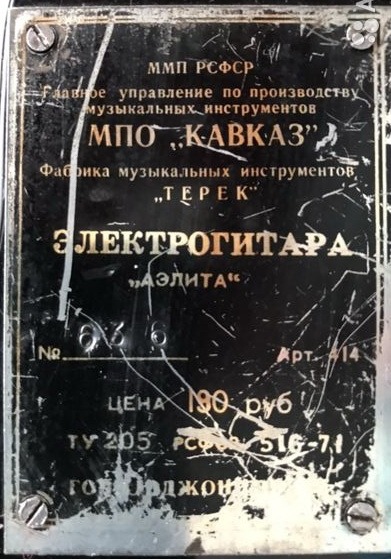 ММП РСФСР
Главное управление по производству
музыкальных инструментов
МПО „КАВКАЗ”
Фабрика музыкальных инструментов
„ТЕРЕК”
ЭЛЕКТРОГИТАРА
„АЭЛИТА“
№ 636 Арт. 414
ЦЕНА 190 руб
ТУ 205 РСФСР 516-71